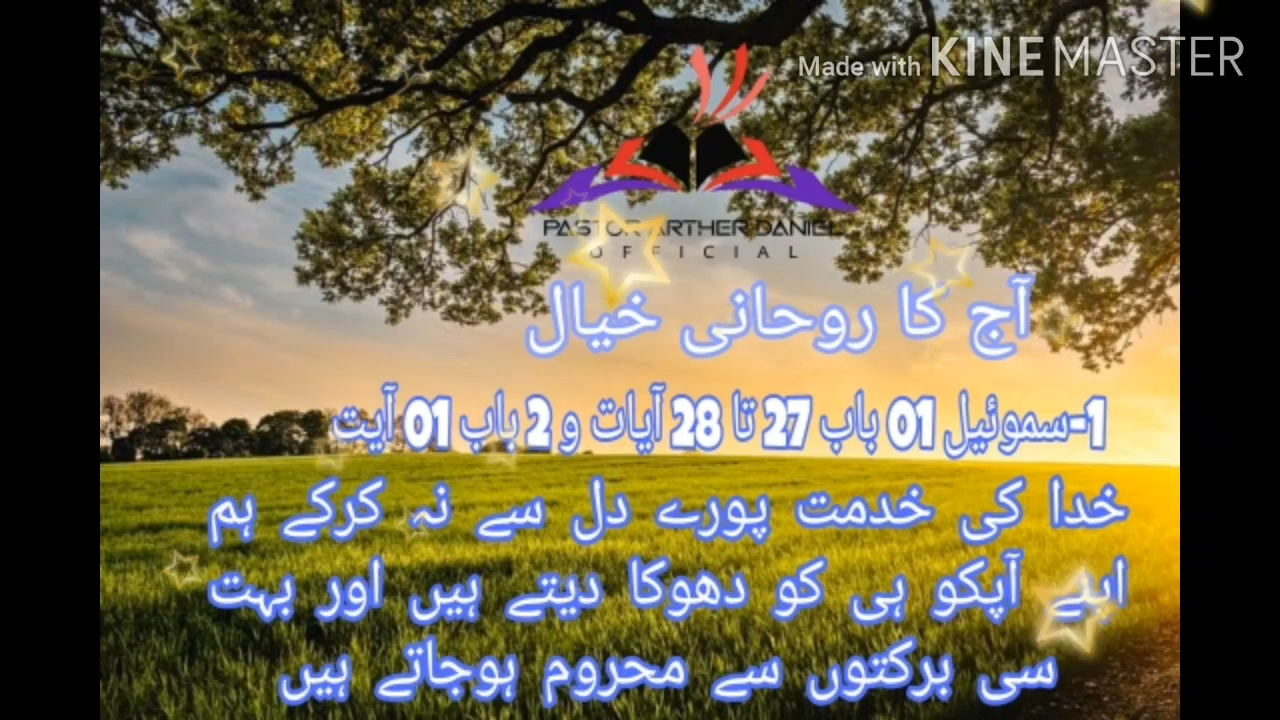 Made with KINEMASTER
PASTOR ARTHER DANIEL
OFFICIAL
آج کا روحانی خیال
1-سموئیل 01 باب 27 تا 28 آیات و 2 باب 01 آیت
خدا کی خدمت پورے دل سے نہ کرکے ہم
اپنے آپکو ہی کو دھوکا دیتے ہیں اور بہت
سی برکتوں سے محروم ہوجاتے ہیں